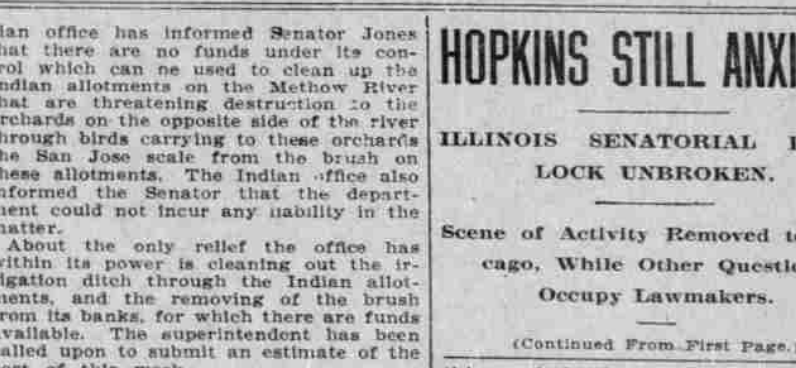 ian office has informed Senator Jones
hat there are no funds under its con-
rol which can ne used to clean up the
ndian allotments on the Methow River
hat are threatening destruction to the
rchards on the opposite side of the river
hrough birds carrying to these orchards
he San Jose scale from the brush on
hese allotments. The Indian office also
nformed the Senator that the depart-
ent could not incur any liability in the
atter.
About the only relief the office has
ithin its power is cleaning out the ir-
igation ditch through the Indian allot-
ents, and the removing of the brush
rom its banks, for which there are funds
vailable. The superintendent has been
alled upon to submit an estimate of the
HOPKINS STILL ANXI
ILLINOIS SENATORIAL
LOCK UNBROKEN.
Scene of Activity Removed t
cago, While Other Questi
Occupy Lawmakers.
(Continued From First Page.)